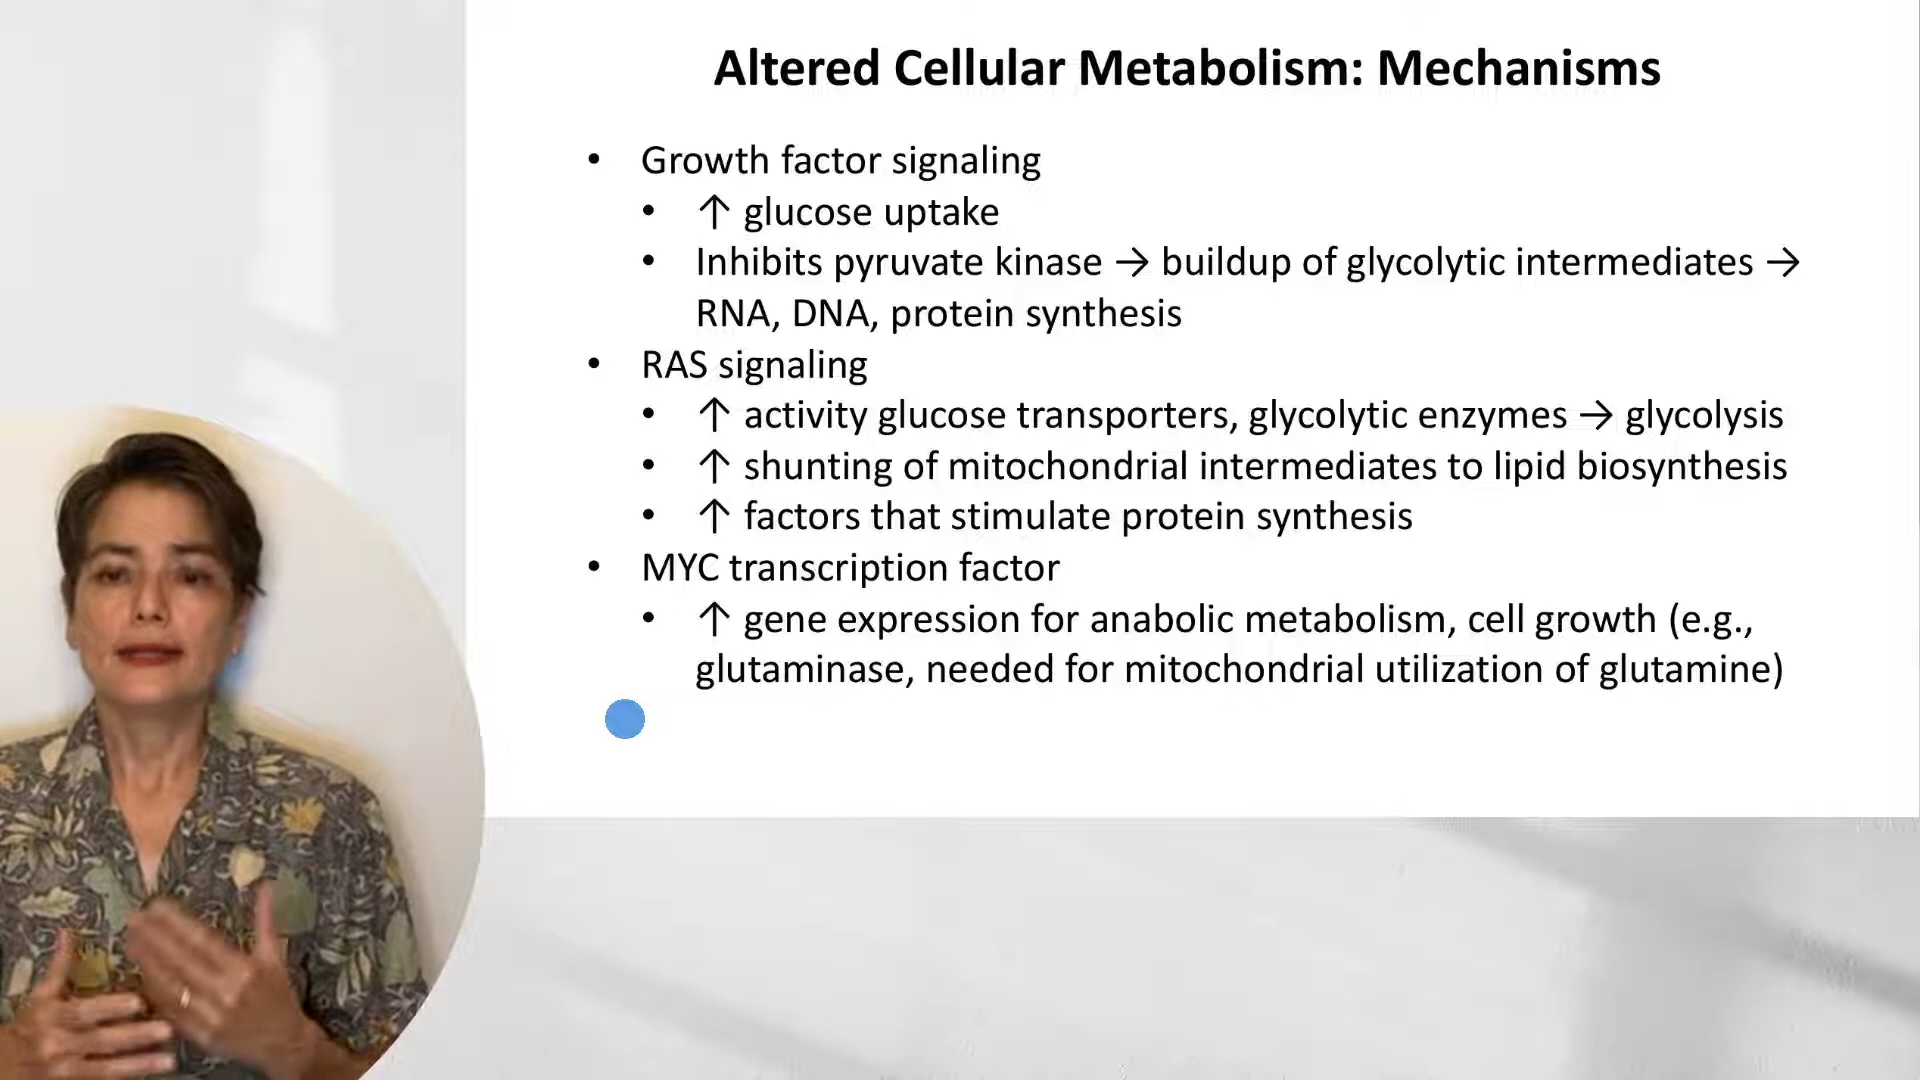 Altered Cellular Metabolism: Mechanisms
• Growth factor signaling
• ↑ glucose uptake
• Inhibits pyruvate kinase → buildup of glycolytic intermediates →
RNA, DNA, protein synthesis
• RAS signaling
• ↑ activity glucose transporters, glycolytic enzymes → glycolysis
• ↑ shunting of mitochondrial intermediates to lipid biosynthesis
• ↑ factors that stimulate protein synthesis
• MYC transcription factor
• ↑ gene expression for anabolic metabolism, cell growth (e.g.,
glutaminase, needed for mitochondrial utilization of glutamine)